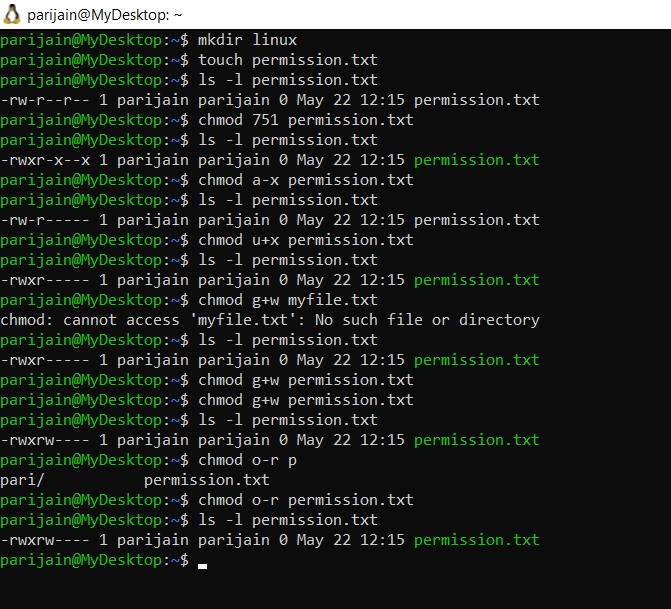 parijain@MyDesktop: ~
parijain@MyDesktop:~$ mkdir linux
parijain@MyDesktop:~$ touch permission.txt
parijain@MyDesktop:~$ ls -l permission.txt
-rw-r--r-- 1 parijain parijain 0 May 22 12:15 permission.txt
parijain@MyDesktop:~$ chmod 751 permission.txt
parijain@MyDesktop:~$ ls -l permission.txt
-rwxr-x--x 1 parijain parijain 0 May 22 12:15 permission.txt
parijain@MyDesktop:~$ chmod a-x permission.txt
parijain@MyDesktop:~$ ls -l permission.txt
-rw-r----- 1 parijain parijain 0 May 22 12:15 permission.txt
parijain@MyDesktop:~$ chmod u+x permission.txt
parijain@MyDesktop:~$ ls -l permission.txt
-rwxr----- 1 parijain parijain 0 May 22 12:15 permission.txt
parijain@MyDesktop:~$ chmod g+w myfile.txt
chmod: cannot access 'myfile.txt': No such file or directory
parijain@MyDesktop:~$ ls -l permission.txt
-rwxr----- 1 parijain parijain 0 May 22 12:15 permission.txt
parijain@MyDesktop:~$ chmod g+w permission.txt
parijain@MyDesktop:~$ chmod g+w permission.txt
parijain@MyDesktop:~$ ls -l permission.txt
-rwxrw---- 1 parijain parijain 0 May 22 12:15 permission.txt
parijain@MyDesktop:~$ chmod o-r p
pari/           permission.txt
parijain@MyDesktop:~$ chmod o-r permission.txt
parijain@MyDesktop:~$ ls -l permission.txt
-rwxrw---- 1 parijain parijain 0 May 22 12:15 permission.txt
parijain@MyDesktop:~$